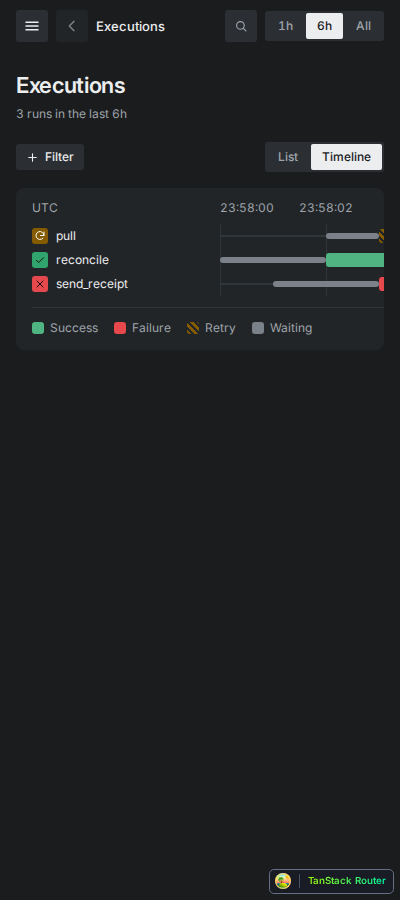 Executions
1h 6h All
Executions
3 runs in the last 6h
Filter
List Timeline
UTC 23:58:00 23:58:02
pull
reconcile
send_receipt
Success Failure Retry Waiting
TanStack Router